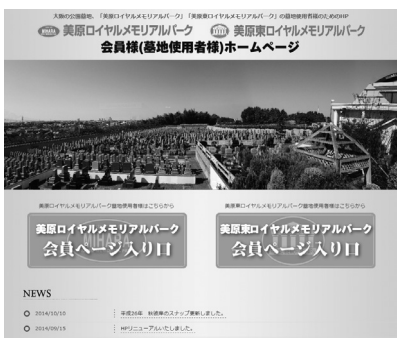 大阪の公園墓地、「美原ロイヤルメモリアルパーク」「美原東ロイヤルメモリアルパーク」の墓地使用者様のためのHP
MIHARA 美原ロイヤルメモリアルパーク 美原東ロイヤルメモリアルパーク
会員様(墓地使用者様)ホームページ
美原ロイヤルメモリアルパーク墓地使用者様はこちらから
美原ロイヤルメモリアルパーク
MIHARA
会員ページ入り口
美原東ロイヤルメモリアルパーク墓地使用者様はこちらから
美原東ロイヤルメモリアルパーク
会員ページ入り口
NEWS
2014/10/10 平成26年 秋彼岸のスナップ更新しました。
2014/09/15 HPリニューアルいたしました。